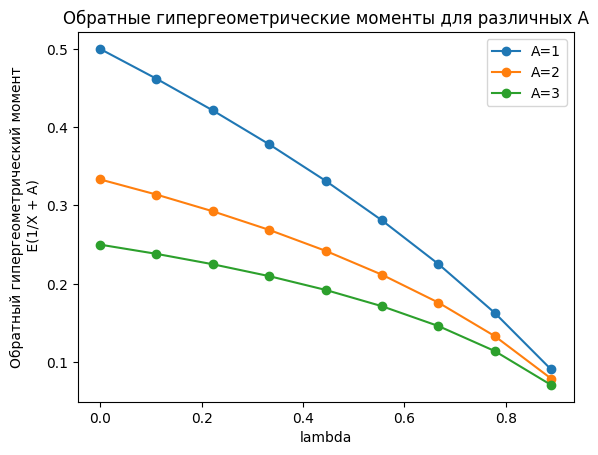 Обратные гипергеометрические моменты для различных A
A=1
A=2
A=3
Обратный гипергеометрический момент
E(1/X + A)
0.5
0.4
0.3
0.2
0.1
0.0
0.2
0.4
0.6
0.8
lambda